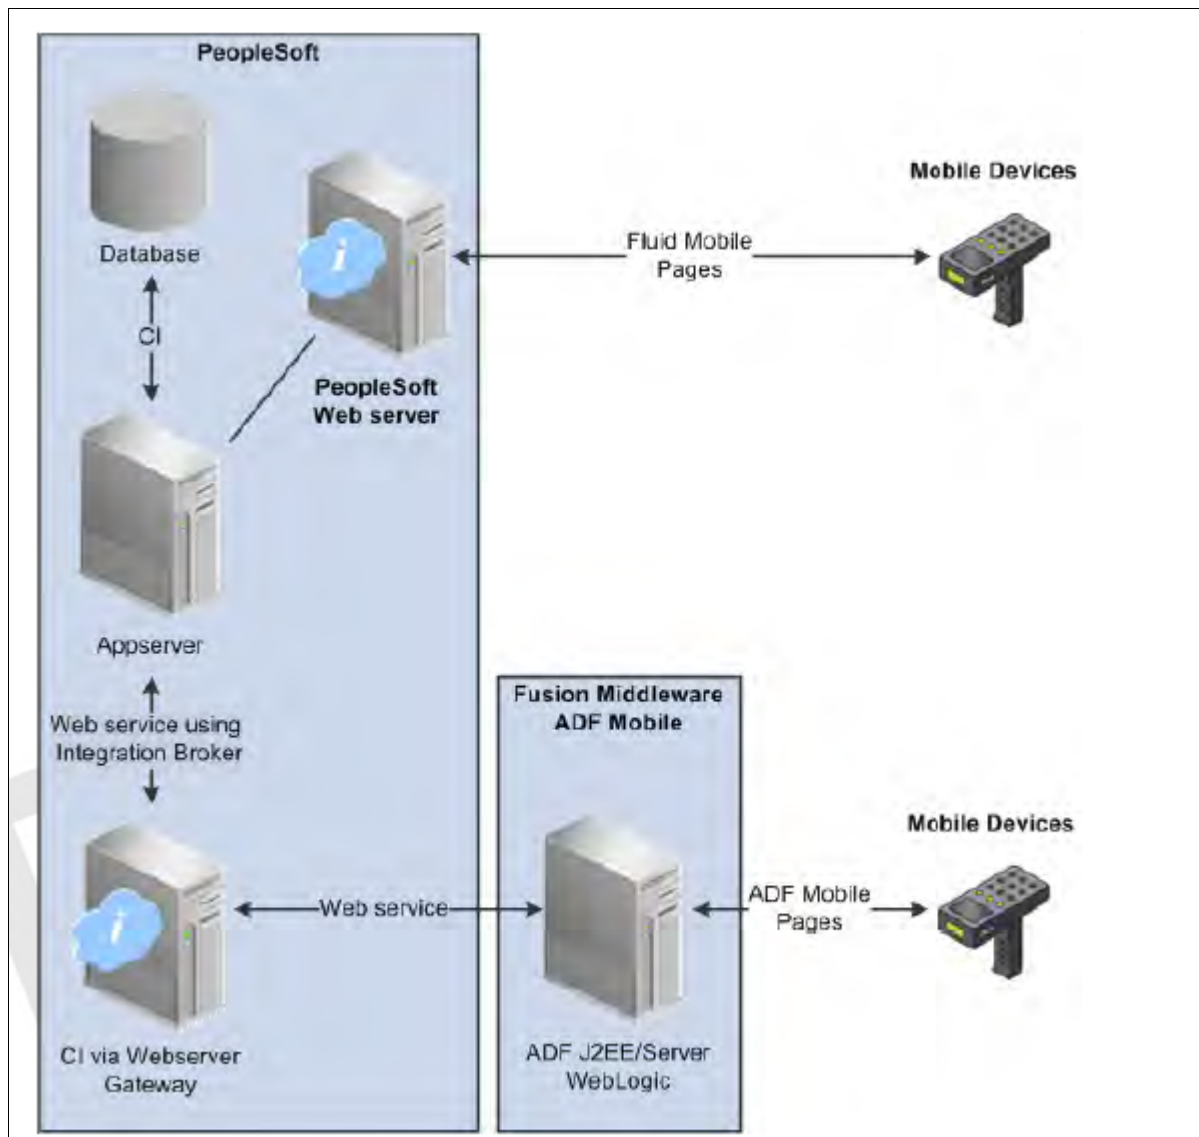 PeopleSoft
Database
CI
PeopleSoft
Web server
Fluid Mobile
Pages
Mobile Devices
Appserver
Web service using
Integration Broker
Fusion Middleware
ADF Mobile
Mobile Devices
Web service
ADF Mobile
Pages
CI via Webserver
Gateway
ADF J2EE/Server
WebLogic